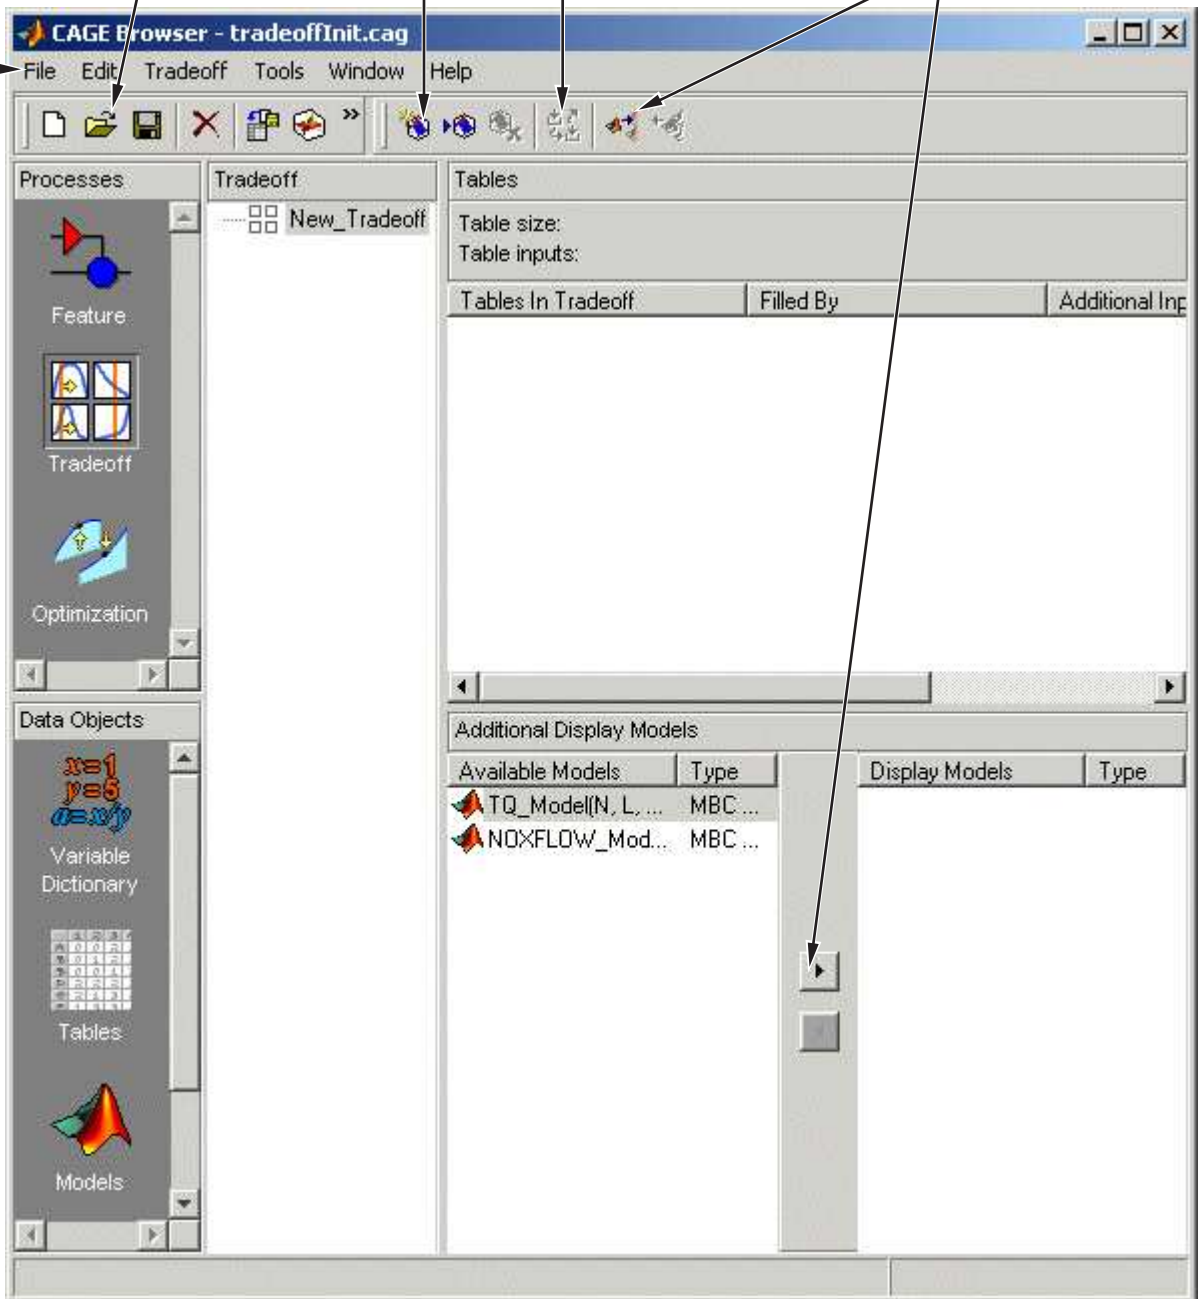 CAGE Browser - tradeoffInit.cag
File Edit Tradeoff Tools Window Help
Processes
Feature
Tradeoff
Optimization
Data Objects
x=1
y=5
a=x/y
Variable
Dictionary
Tables
Models
Tradeoff
New_Tradeoff
Tables
Table size:
Table inputs:
Tables In Tradeoff Filled By Additional Inp
Additional Display Models
Available Models Type
TQ_Model(N, L, ... MBC ...
NOXFLOW_Mod... MBC ...
Display Models Type